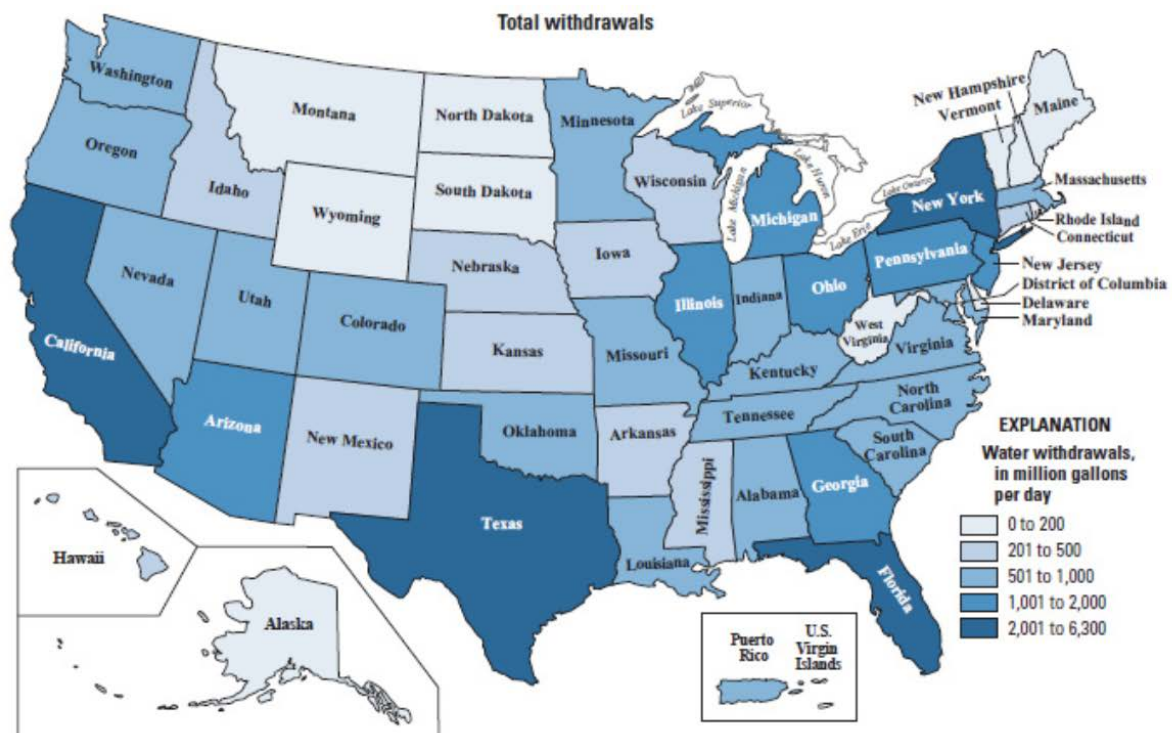 Total withdrawals
Washington
Oregon
California
Nevada
Idaho
Montana
Wyoming
Utah
Arizona
Colorado
New Mexico
North Dakota
South Dakota
Nebraska
Kansas
Oklahoma
Texas
Minnesota
Iowa
Missouri
Arkansas
Louisiana
Wisconsin
Illinois
Michigan
Indiana
Ohio
Kentucky
Tennessee
Mississippi
Alabama
Georgia
Florida
South
Carolina
North
Carolina
Virginia
West
Virginia
Pennsylvania
New York
Lake Superior
Lake Michigan
Lake Huron
Lake Erie
Lake Ontario
New Hampshire
Vermont
Maine
Massachusetts
Rhode Island
Connecticut
New Jersey
District of Columbia
Delaware
Maryland
Hawaii
Alaska
Puerto
Rico
U.S.
Virgin
Islands
EXPLANATION
Water withdrawals,
in million gallons
per day
0 to 200
201 to 500
501 to 1,000
1,001 to 2,000
2,001 to 6,300